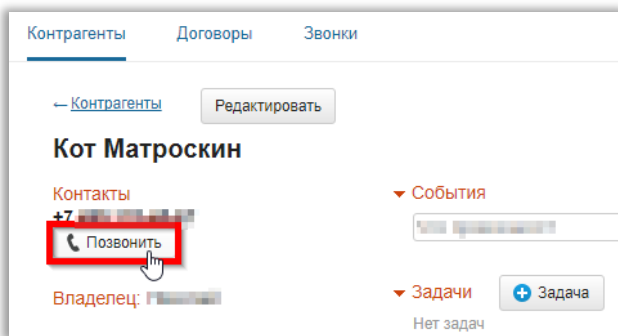 Контрагенты Договоры Звонки
← Контрагенты Редактировать
Кот Матроскин
Контакты
+7
Позвонить
Владелец:
События
Задачи Задача
Нет задач